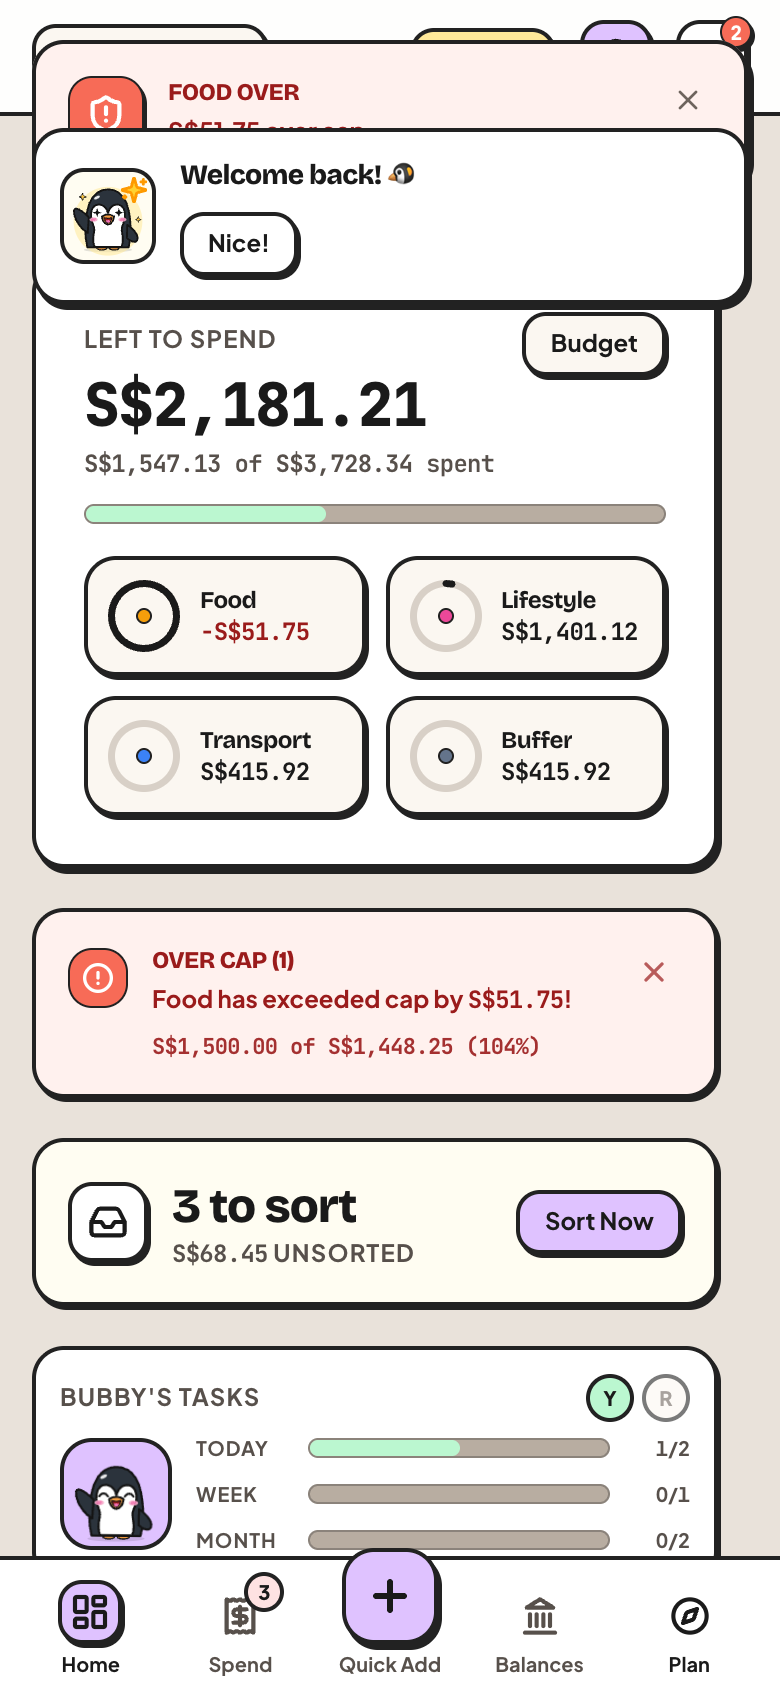 2
FOOD OVER
Welcome back! 🐧
Nice!
LEFT TO SPEND
Budget
S$2,181.21
S$1,547.13 of S$3,728.34 spent
Food
-S$51.75
Lifestyle
S$1,401.12
Transport
S$415.92
Buffer
S$415.92
OVER CAP (1)
Food has exceeded cap by S$51.75!
S$1,500.00 of S$1,448.25 (104%)
3 to sort
S$68.45 UNSORTED
Sort Now
BUBBY'S TASKS
Y
R
TODAY
1/2
WEEK
0/1
MONTH
0/2
3
Home
Spend
Quick Add
Balances
Plan